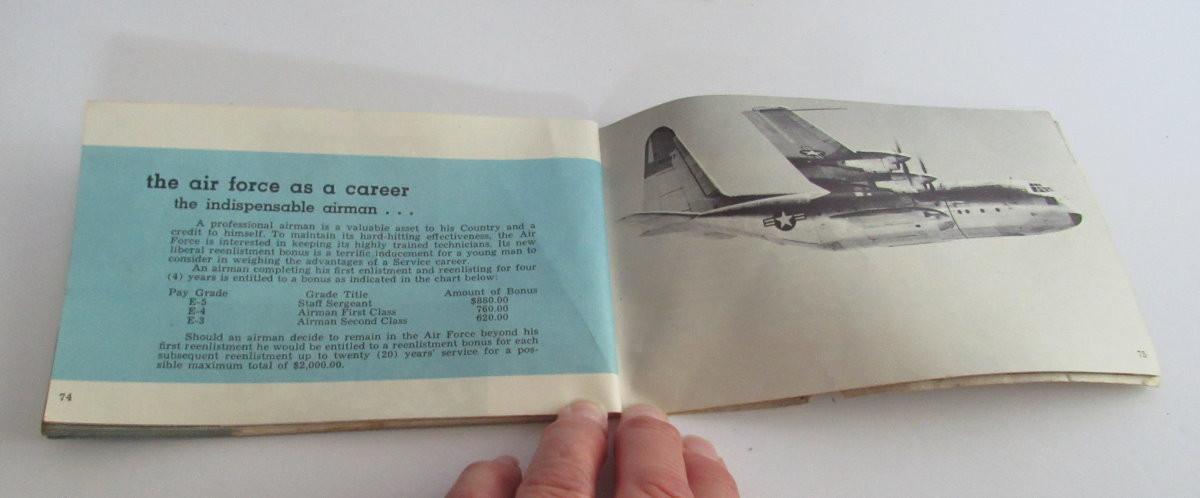 the air force as a career
the indispensable airman . . .
A professional airman is a valuable asset to his Country and a
credit to himself. To maintain its hard-hitting effectiveness, the Air
Force is interested in keeping its highly trained technicians. Its new
liberal reenlistment bonus is a terrific inducement for a young man to
consider in weighing the advantages of a Service career.
An airman completing his first enlistment and reenlisting for four
(4) years is entitled to a bonus as indicated in the chart below:
Pay Grade Grade Title Amount of Bonus
E-5 Staff Sergeant $880.00
E-4 Airman First Class 760.00
E-3 Airman Second Class 620.00
Should an airman decide to remain in the Air Force beyond his
first reenlistment he would be entitled to a reenlistment bonus for each
subsequent reenlistment up to twenty (20) years' service for a pos-
sible maximum total of $2,000.00.
74
75